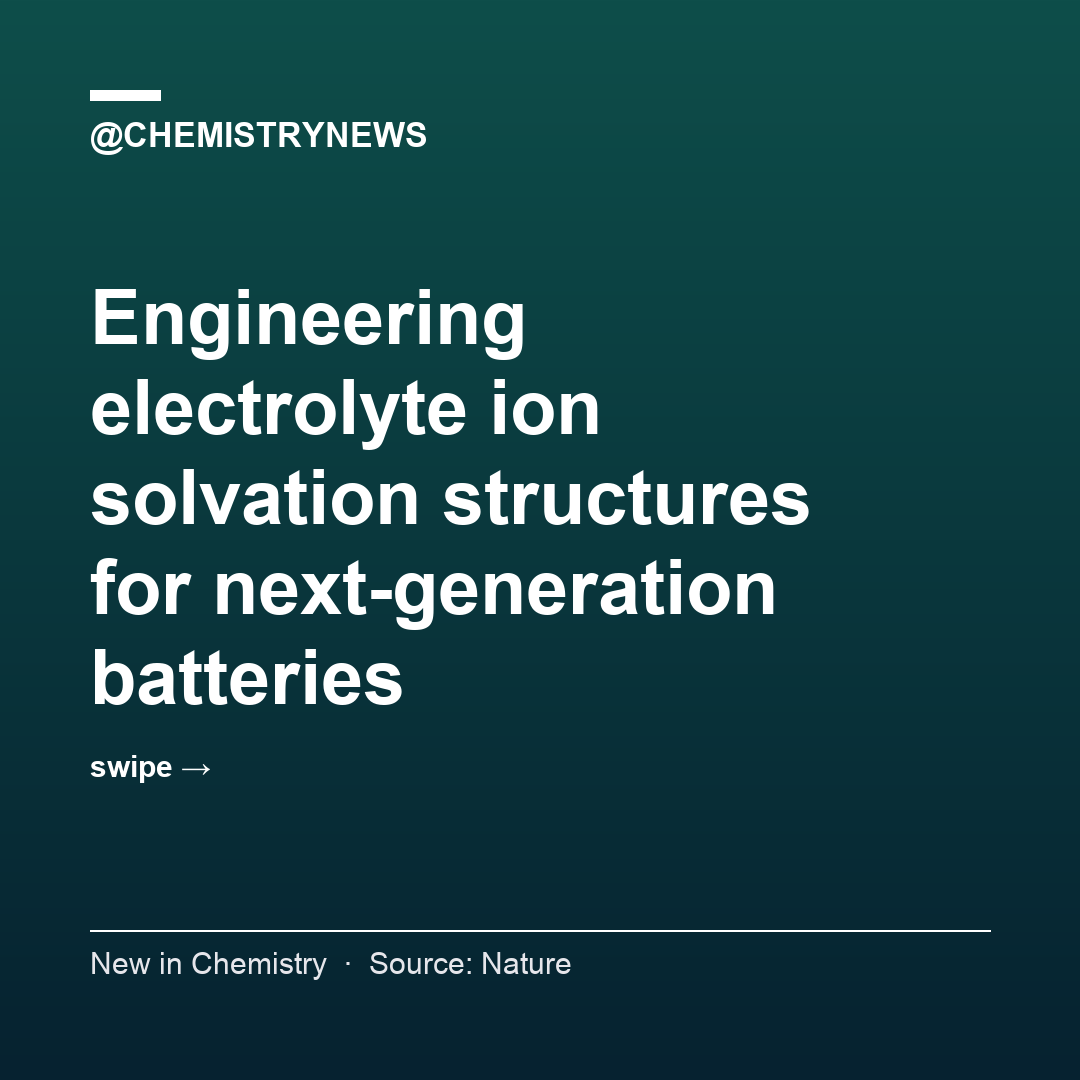 @CHEMISTRYNEWS
Engineering
electrolyte ion
solvation structures
for next-generation
batteries
swipe →
New in Chemistry · Source: Nature